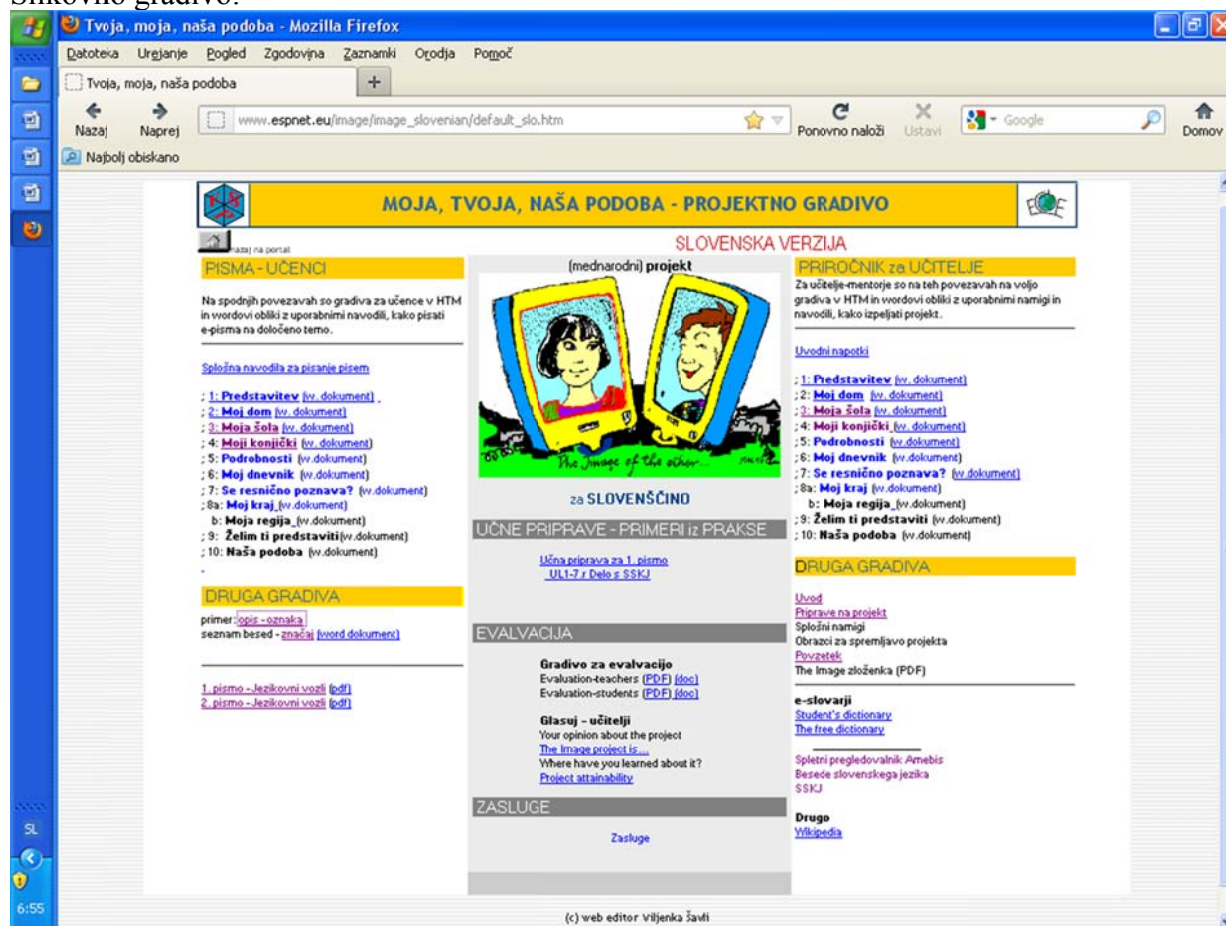 Slikovno gradivo:
Tvoja, moja, naša podoba - Mozilla Firefox
Datoteka Urejanje Pogled Zgodovina Zaznamki Orodja Pomoč
Tvoja, moja, naša podoba
Nazaj Naprej www.espnet.eu/image/image_slovenian/default_slo.htm Ponovno naloži Ustavi Google Domov
Najbolj obiskano
MOJA, TVOJA, NAŠA PODOBA - PROJEKTNO GRADIVO
nazaj na portal
SLOVENSKA VERZIJA
PISMA - UČENCI
Na spodnjih povezavah so gradiva za učence v HTM
in wordovi obliki z uporabnimi navodili, kako pisati
e-pisma na določeno temo.
Splošna navodila za pisanje pisem
; 1: Predstavitev (w. dokument)
; 2: Moj dom (w. dokument)
; 3: Moja šola (w. dokument)
; 4: Moji konjički (w. dokument)
; 5: Podrobnosti (w.dokument)
; 6: Moj dnevnik (w. dokument)
; 7: Se resnično poznava? (w.dokument)
; 8a: Moj kraj (w.dokument)
b: Moja regija (w.dokument)
; 9: Želim ti predstaviti(w.dokument)
; 10: Naša podoba (w.dokument)
DRUGA GRADIVA
primer: opis - oznaka
seznam besed - značaj (word dokument)
1. pismo - Jezikovni vozli (pdf)
2. pismo - Jezikovni vozli (pdf)
(mednarodni) projekt
The Image of the other...
za SLOVENŠČINO
UČNE PRIPRAVE - PRIMERI iz PRAKSE
Učna priprava za 1. pismo
UL1-7.r Delo s SSKJ
EVALVACIJA
Gradivo za evalvacijo
Evaluation-teachers (PDF) (doc)
Evaluation-students (PDF) (doc)
Glasuj - učitelji
Your opinion about the project
The Image project is...
Where have you learned about it?
Project attainability
ZASLUGE
Zasluge
PRIROČNIK za UČITELJE
Za učitelje-mentorje so na teh povezavah na voljo
gradiva v HTM in wordovi obliki z uporabnimi namigi in
navodili, kako izpeljati projekt.
Uvodni napotki
; 1: Predstavitev (w. dokument)
; 2: Moj dom (w. dokument)
; 3: Moja šola (w. dokument)
; 4: Moji konjički (w. dokument)
; 5: Podrobnosti (w. dokument)
; 6: Moj dnevnik (w. dokument)
; 7: Se resnično poznava? (w.dokument)
; 8a: Moj kraj (w.dokument)
b: Moja regija (w.dokument)
; 9: Želim ti predstaviti (w.dokument)
; 10: Naša podoba (w.dokument)
DRUGA GRADIVA
Uvod
Priprave na projekt
Splošni namigi
Obrazci za spremljavo projekta
Povzetek
The Image zloženka (PDF)
e-slovarji
Student's dictionary
The free dictionary
Spletni pregledovalnik Amebis
Besede slovenskega jezika
SSKJ
Drugo
Wikipedia
(c) web editor Viljenka Šavli
SL
6:55